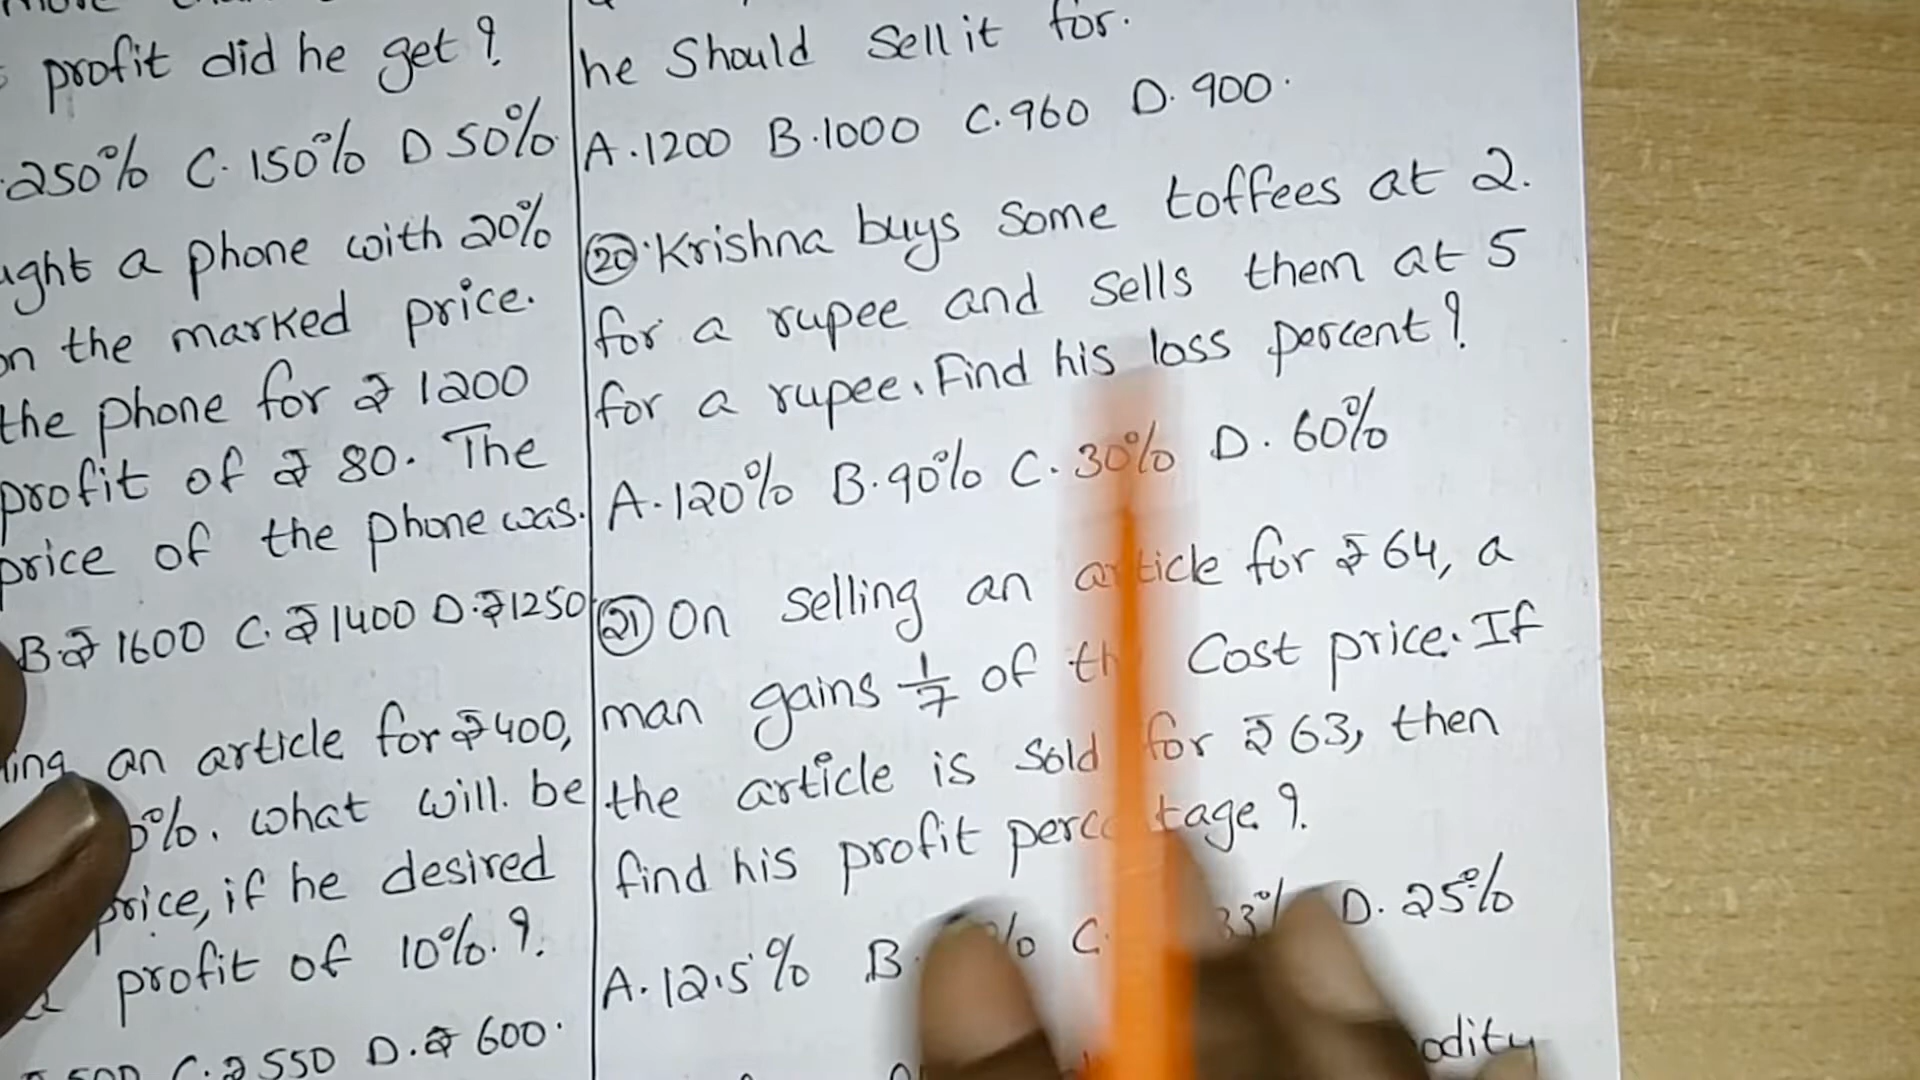 profit did he get?
250% C. 150% D 50%
a phone with 20%
the marked price.
the phone for ₹ 1200
profit of ₹ 80. The
price of the phone was.
B. ₹ 1600 C. ₹ 1400 D. ₹ 1250
an article for ₹ 400,
what will. be
price, if he desired
profit of 10%.?
C. ₹ 550 D. ₹ 600.
he Should Sell it for.
A. 1200 B. 1000 C. 960 D. 900.
20. Krishna buys Some toffees at 2.
for a rupee and sells them at 5
for a rupee. Find his loss percent?
A. 120% B. 90% C. 30% D. 60%
21 On selling an article for ₹ 64, a
man gains 1/7 of the Cost price. If
the article is sold for ₹ 63, then
find his profit percentage?
A. 12.5% B. % C. 33% D. 25%